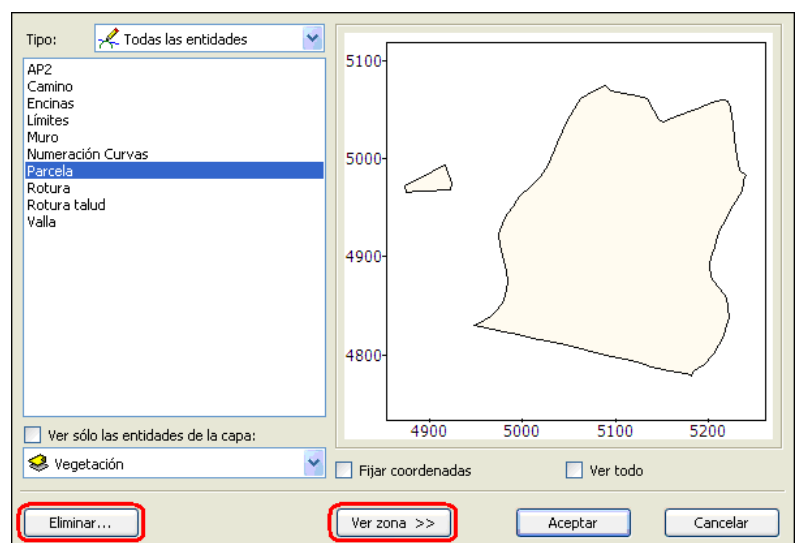 Tipo: Todas las entidades
AP2
Camino
Encinas
Límites
Muro
Numeración Curvas
Parcela
Rotura
Rotura talud
Valla
Ver sólo las entidades de la capa:
Vegetación
5100
5000
4900
4800
4900 5000 5100 5200
Fijar coordenadas Ver todo
Eliminar... Ver zona >> Aceptar Cancelar